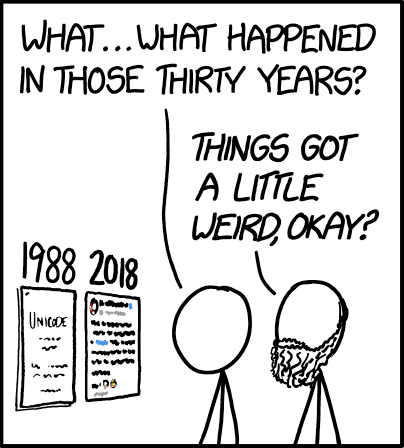 WHAT...WHAT HAPPENED
IN THOSE THIRTY YEARS?
THINGS GOT
A LITTLE
WEIRD, OKAY?
1988 2018
UNICODE